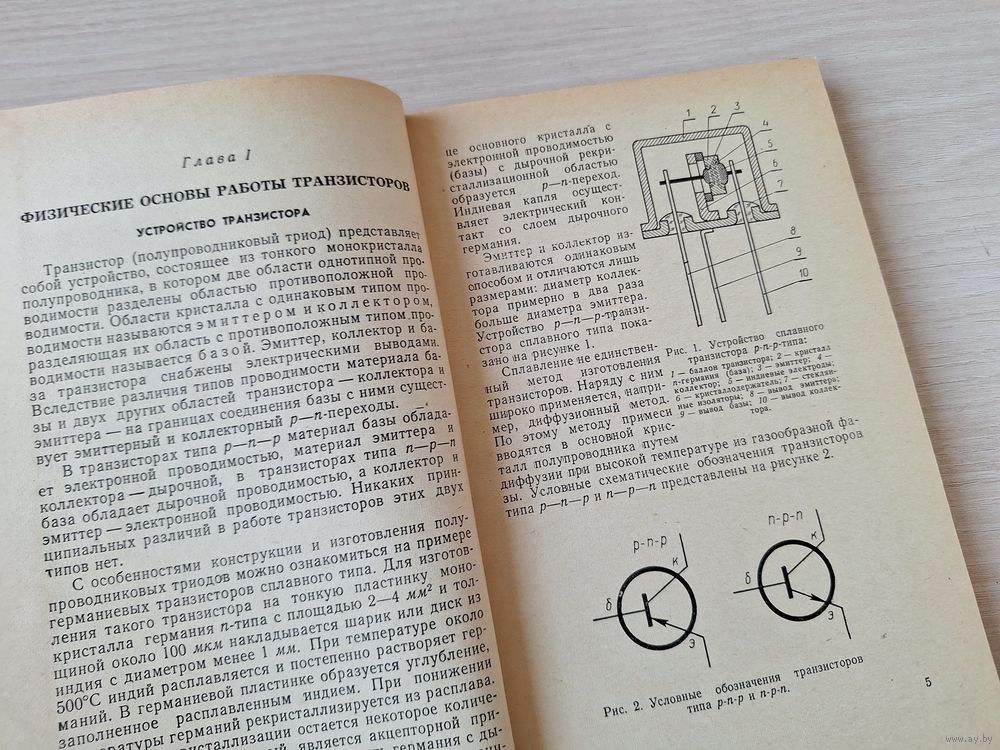 Глава I
ФИЗИЧЕСКИЕ ОСНОВЫ РАБОТЫ ТРАНЗИСТОРОВ
УСТРОЙСТВО ТРАНЗИСТОРА
Транзистор (полупроводниковый триод) представляет
собой устройство, состоящее из тонкого монокристалла
полупроводника, в котором две области однотипной про-
водимости разделены областью противоположной про-
водимости. Области кристалла с одинаковым типом про-
водимости называются эмиттером и коллектором,
разделяющая их область с противоположным типом про-
водимости называется базой. Эмиттер, коллектор и ба-
за транзистора снабжены электрическими выводами.
Вследствие различия типов проводимости материала ба-
зы и двух других областей транзистора — коллектора и
эмиттера — на границах соединения базы с ними сущест-
вует эмиттерный и коллекторный p—n-переходы.
В транзисторах типа p—n—p материал базы облада-
ет электронной проводимостью, материал эмиттера и
коллектора — дырочной, в транзисторах типа n—p—n
база обладает дырочной проводимостью, а коллектор и
эмиттер — электронной проводимостью. Никаких прин-
ципиальных различий в работе транзисторов этих двух
типов нет.
С особенностями конструкции и изготовления полу-
проводниковых триодов можно ознакомиться на примере
германиевых транзисторов сплавного типа. Для изготов-
ления такого транзистора на тонкую пластинку моно-
кристалла германия n-типа с площадью 2—4 мм² и тол-
щиной около 100 мкм накладывается шарик или диск из
индия с диаметром менее 1 мм. При температуре около
500°С индий расплавляется и постепенно растворяет гер-
маний. В германиевой пластинке образуется углубление,
заполненное расплавленным индием. При понижении
температуры германий рекристаллизируется из расплава.
кристаллизации остается некоторое количе-
ный является акцепторной при-
германия с ды-
це основного кристалла с
электронной проводимостью
(базы) с дырочной рекри-
сталлизационной областью
образуется p—n-переход.
Индиевая капля осущест-
вляет электрический кон-
такт со слоем дырочного
германия.
Эмиттер и коллектор из-
готавливаются одинаковым
способом и отличаются лишь
размерами: диаметр коллек-
тора примерно в два раза
больше диаметра эмиттера.
Устройство p—n—p-транзи-
стора сплавного типа пока-
зано на рисунке 1.
Сплавление не единствен-
ный метод изготовления
транзисторов. Наряду с ним
широко применяется, напри-
мер, диффузионный метод.
По этому методу примеси
вводятся в основной крис-
талл полупроводника путем
диффузии при высокой температуре из газообразной фа-
зы. Условные схематические обозначения транзисторов
типа p—n—p и n—p—n представлены на рисунке 2.
1 2 3
4
5
6
7
8
9
10
Рис. 1. Устройство сплавного
транзистора p-n-p-типа:
1 — баллон транзистора; 2 — кристалл
n-германия (база); 3 — эмиттер; 4 —
коллектор; 5 — индиевые электроды;
6 — кристаллодержатель; 7 — стеклян-
ные изоляторы; 8 — вывод эмиттера;
9 — вывод базы; 10 — вывод коллек-
тора.
p-n-p
к
б
э
n-p-n
к
б
э
Рис. 2. Условные обозначения транзисторов
типа p-n-p и n-p-n.
5
www.ay.by